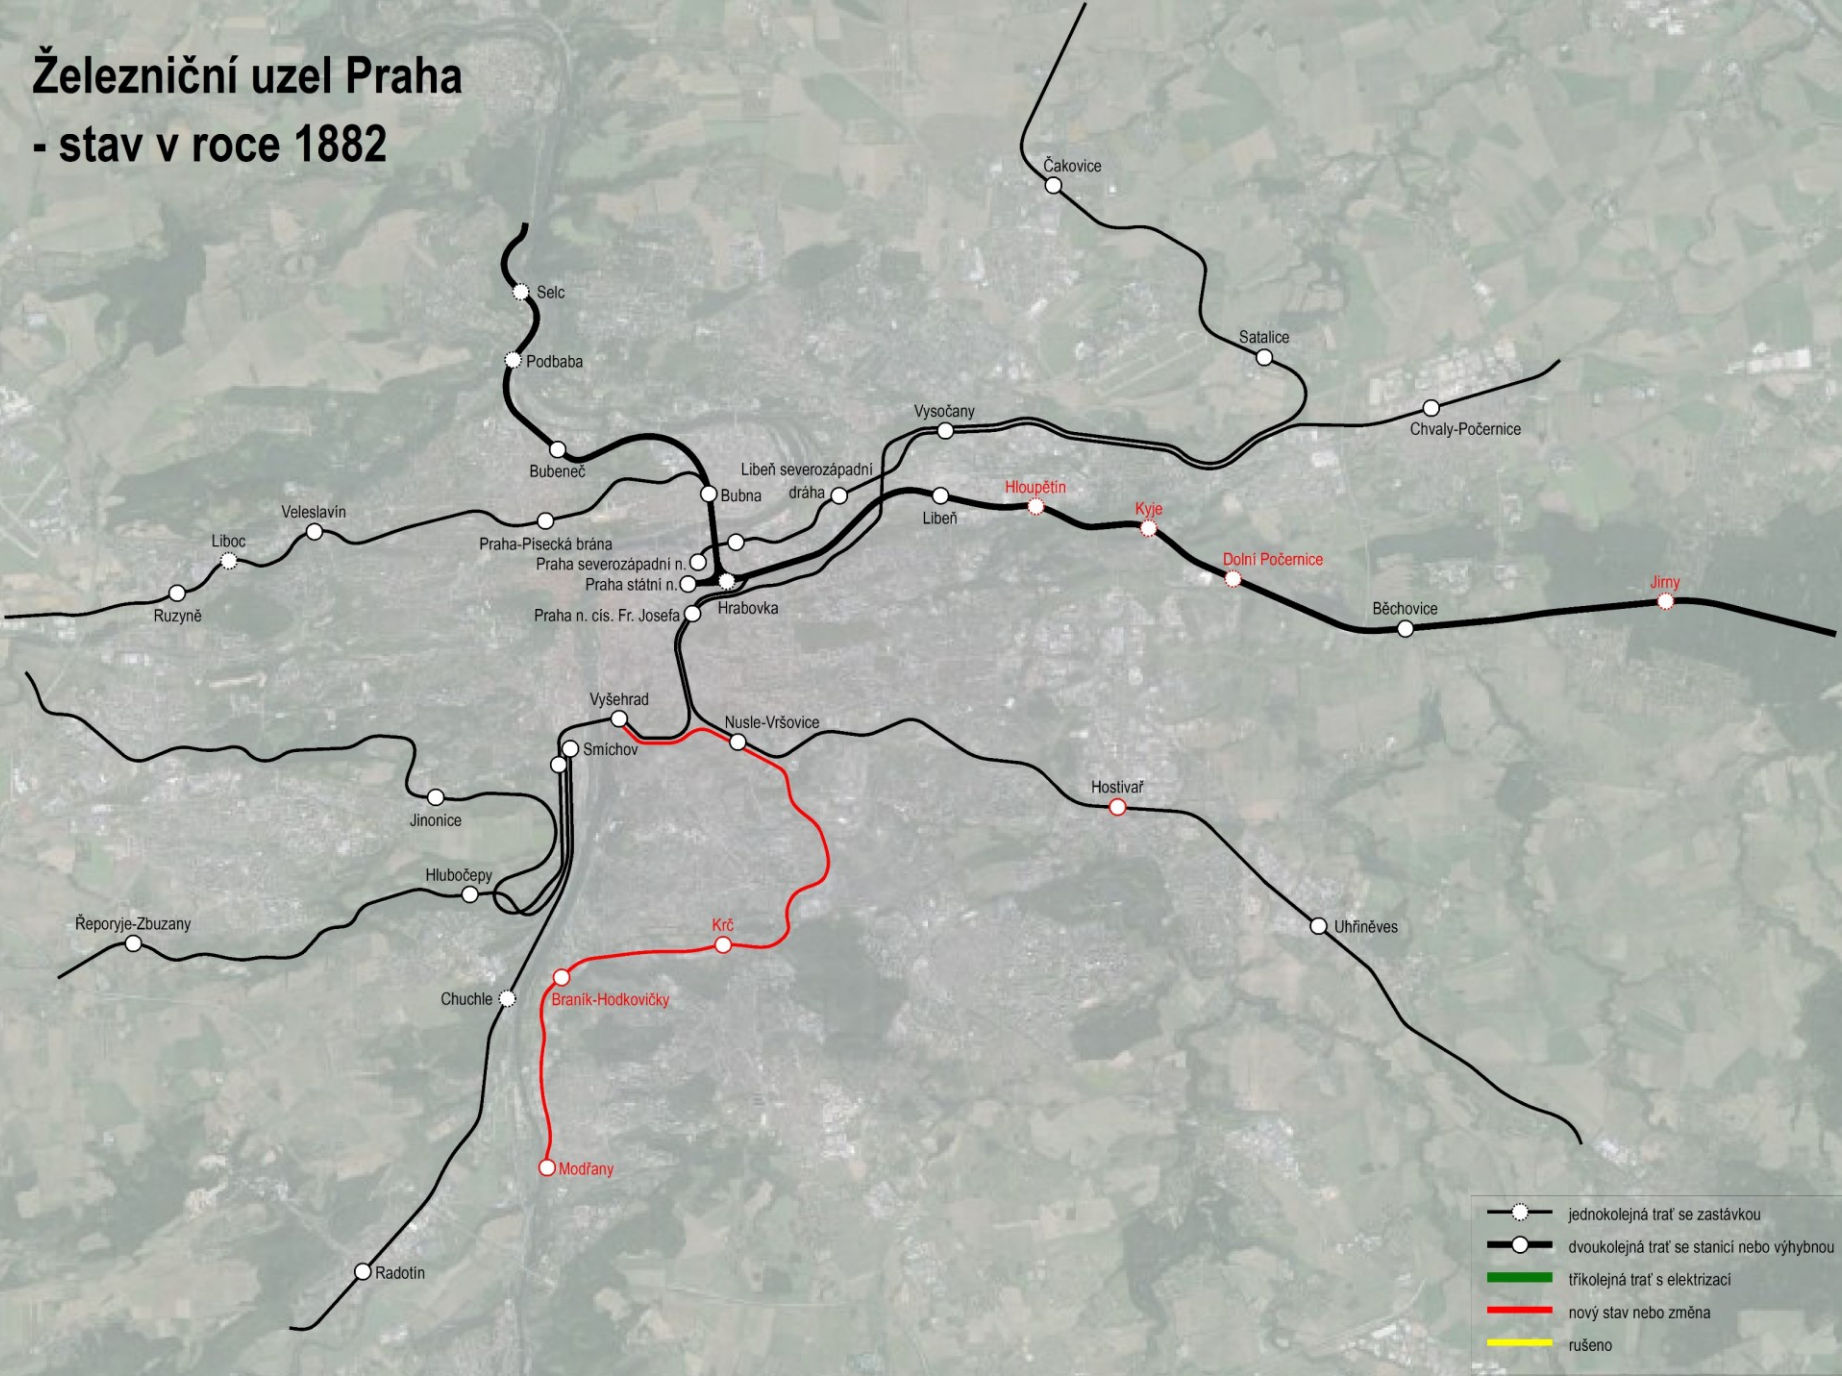 Železniční uzel Praha
- stav v roce 1882
Čakovice
Selc
Podbaba
Satalice
Vysočany
Chvaly-Počernice
Bubeneč
Libeň severozápadní
dráha
Bubna
Hloupětín
Libeň
Kyje
Veleslavín
Liboc
Praha-Písecká brána
Praha severozápadní n.
Praha státní n.
Dolní Počernice
Jirny
Ruzyně
Praha n. cís. Fr. Josefa
Hrabovka
Běchovice
Vyšehrad
Nusle-Vršovice
Smíchov
Hostivař
Jinonice
Hlubočepy
Řeporyje-Zbuzany
Krč
Uhřiněves
Chuchle
Braník-Hodkovičky
Modřany
Radotín
jednokolejná trať se zastávkou
dvoukolejná trať se stanicí nebo výhybnou
tříkolejná trať s elektrizací
nový stav nebo změna
rušeno